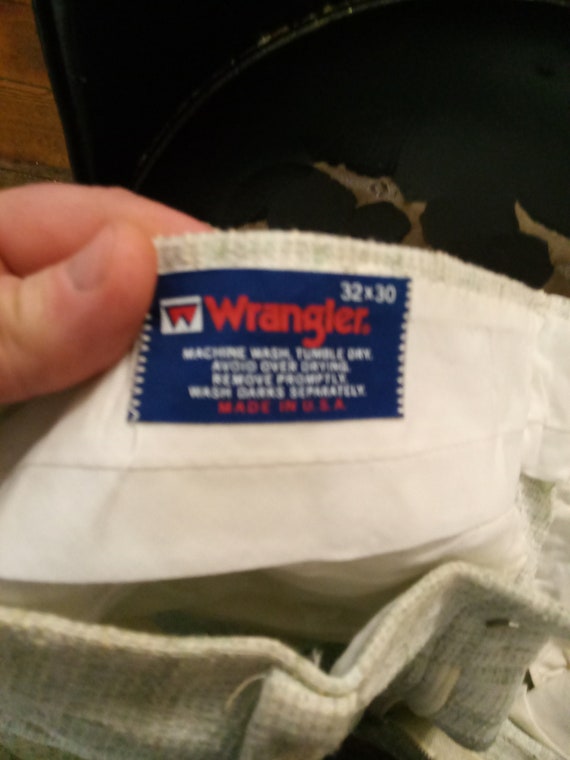 32x30
W Wrangler.
MACHINE WASH, TUMBLE DRY.
AVOID OVER DRYING.
REMOVE PROMPTLY.
WASH DARKS SEPARATELY.
MADE IN U.S.A.